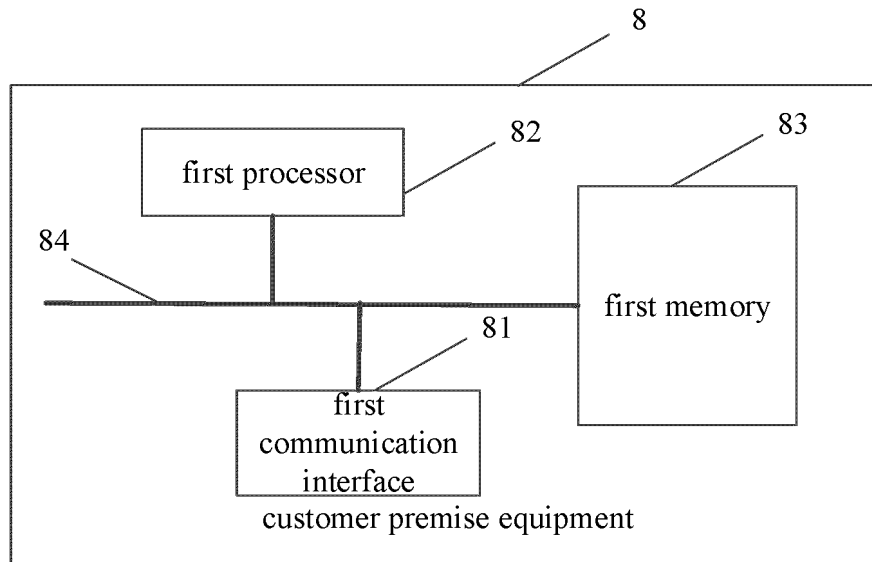 8
82
83
first processor
84
first memory
81
first
communication
interface
customer premise equipment